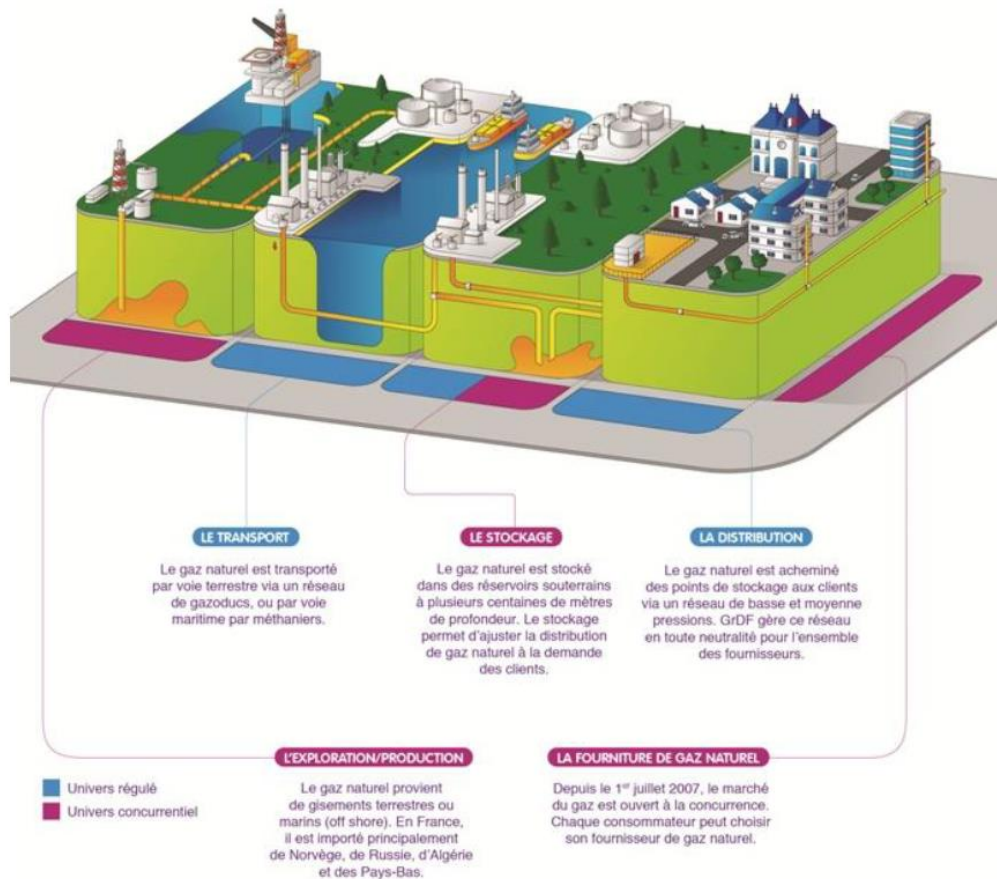 LE TRANSPORT
Le gaz naturel est transporté
par voie terrestre via un réseau
de gazoducs, ou par voie
maritime par méthaniers.
LE STOCKAGE
Le gaz naturel est stocké
dans des réservoirs souterrains
à plusieurs centaines de mètres
de profondeur. Le stockage
permet d'ajuster la distribution
de gaz naturel à la demande
des clients.
LA DISTRIBUTION
Le gaz naturel est acheminé
des points de stockage aux clients
via un réseau de basse et moyenne
pressions. GrDF gère ce réseau
en toute neutralité pour l'ensemble
des fournisseurs.
Univers régulé
Univers concurrentiel
L'EXPLORATION/PRODUCTION
Le gaz naturel provient
de gisements terrestres ou
marins (off shore). En France,
il est importé principalement
de Norvège, de Russie, d'Algérie
et des Pays-Bas.
LA FOURNITURE DE GAZ NATUREL
Depuis le 1er juillet 2007, le marché
du gaz est ouvert à la concurrence.
Chaque consommateur peut choisir
son fournisseur de gaz naturel.